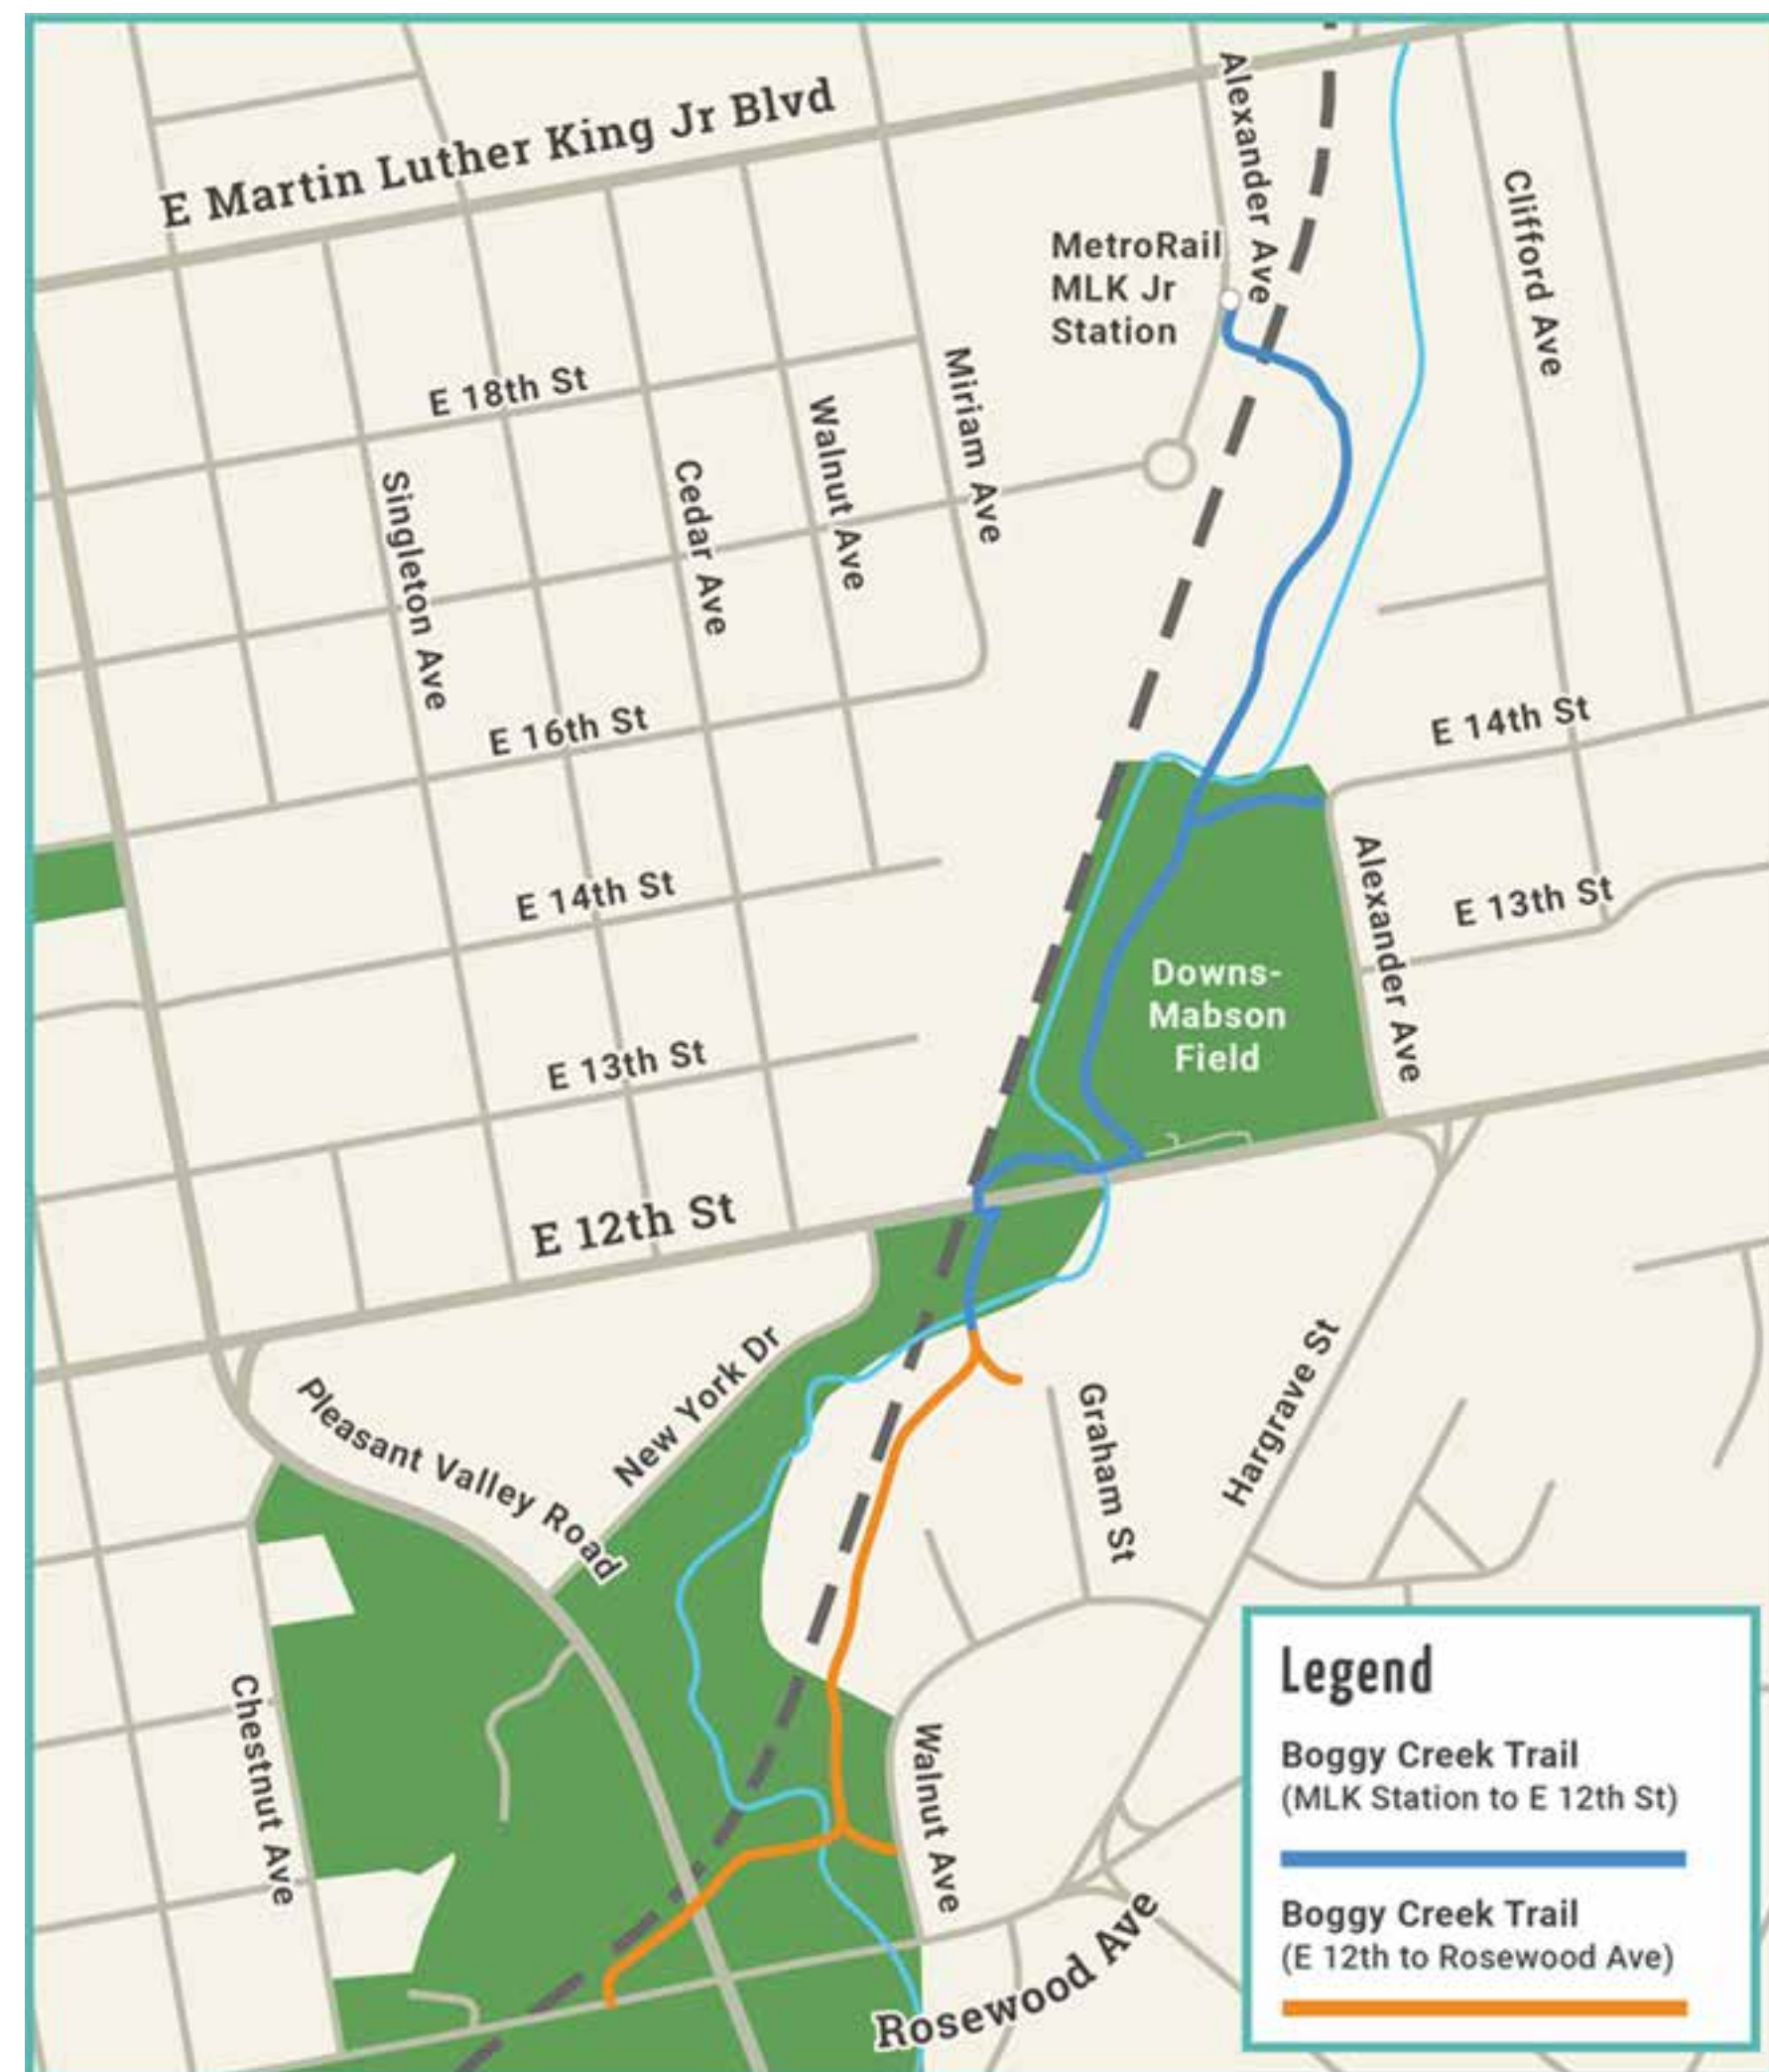 E Martin Luther King Jr Blvd
Alexander Ave
Clifford Ave
MetroRail
MLK Jr
Station
E 18th St
Miriam Ave
Walnut Ave
Cedar Ave
Singleton Ave
E 16th St
E 14th St
E 14th St
Alexander Ave
E 13th St
Downs-
Mabson
Field
E 13th St
E 12th St
New York Dr
Pleasant Valley Road
Graham St
Hargrave St
Chestnut Ave
Walnut Ave
Rosewood Ave
Legend
Boggy Creek Trail
(MLK Station to E 12th St)
Boggy Creek Trail
(E 12th to Rosewood Ave)